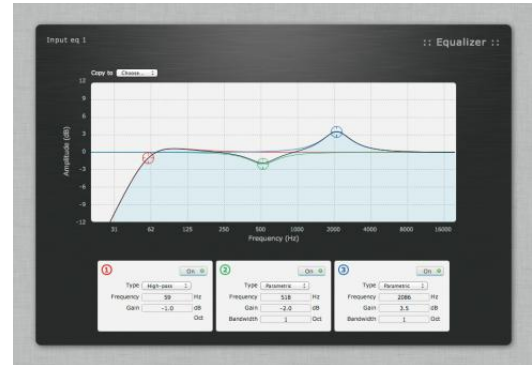 Input eq 1
:: Equalizer ::
Copy to Choose...
12
9
6
3
0
-3
-6
-9
-12
Amplitude (dB)
31 62 125 250 500 1000 2000 4000 8000 16000
Frequency (Hz)
1 On
Type High-pass
Frequency 59 Hz
Gain -1.0 dB
Oct
2 On
Type Parametric
Frequency 518 Hz
Gain -2.0 dB
Bandwidth 1 Oct
3 On
Type Parametric
Frequency 2086 Hz
Gain 3.5 dB
Bandwidth 1 Oct